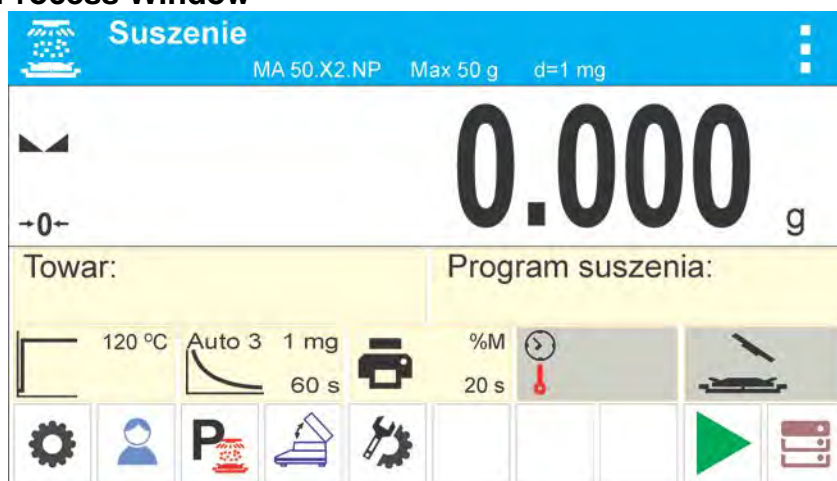 Process Window
Suszenie
MA 50.X2.NP Max 50 g d=1 mg
0.000 g
→0←
Towar: Program suszenia:
120 °C Auto 3 1 mg %M
60 s 20 s
P